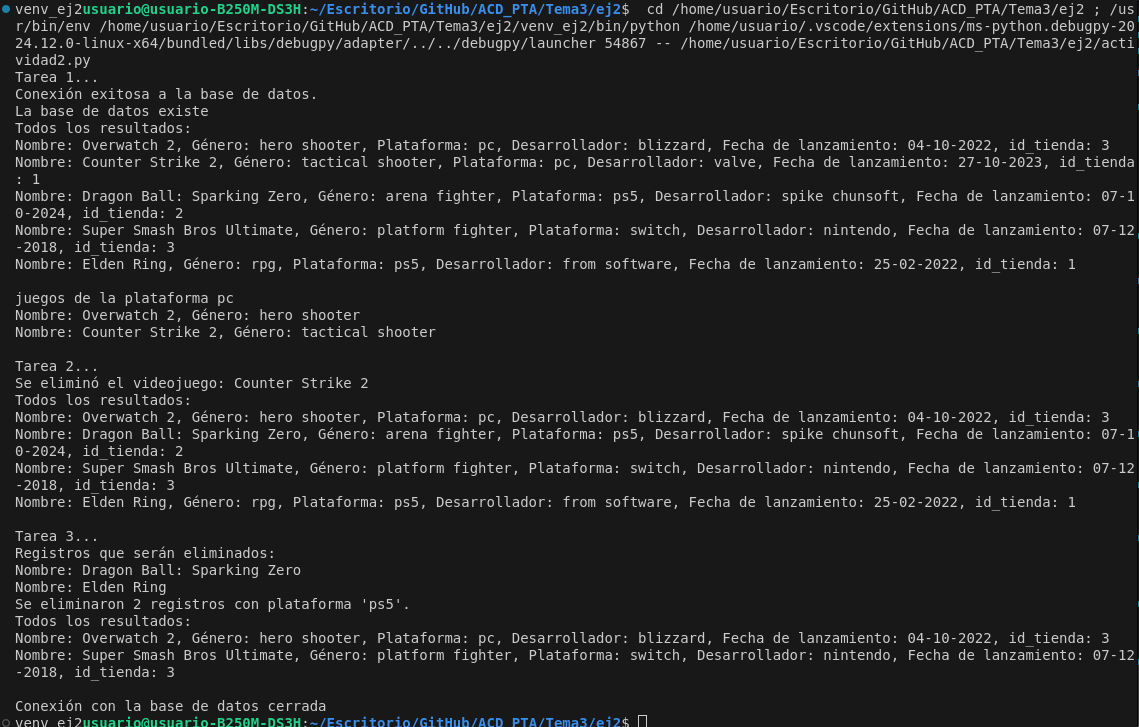 venv_ej2usuario@usuario-B250M-DS3H:~/Escritorio/GitHub/ACD_PTA/Tema3/ej2$  cd /home/usuario/Escritorio/GitHub/ACD_PTA/Tema3/ej2 ; /us
r/bin/env /home/usuario/Escritorio/GitHub/ACD_PTA/Tema3/ej2/venv_ej2/bin/python /home/usuario/.vscode/extensions/ms-python.debugpy-20
24.12.0-linux-x64/bundled/libs/debugpy/adapter/../../debugpy/launcher 54867 -- /home/usuario/Escritorio/GitHub/ACD_PTA/Tema3/ej2/acti
vidad2.py
Tarea 1...
Conexión exitosa a la base de datos.
La base de datos existe
Todos los resultados:
Nombre: Overwatch 2, Género: hero shooter, Plataforma: pc, Desarrollador: blizzard, Fecha de lanzamiento: 04-10-2022, id_tienda: 3
Nombre: Counter Strike 2, Género: tactical shooter, Plataforma: pc, Desarrollador: valve, Fecha de lanzamiento: 27-10-2023, id_tienda
: 1
Nombre: Dragon Ball: Sparking Zero, Género: arena fighter, Plataforma: ps5, Desarrollador: spike chunsoft, Fecha de lanzamiento: 07-1
0-2024, id_tienda: 2
Nombre: Super Smash Bros Ultimate, Género: platform fighter, Plataforma: switch, Desarrollador: nintendo, Fecha de lanzamiento: 07-12
-2018, id_tienda: 3
Nombre: Elden Ring, Género: rpg, Plataforma: ps5, Desarrollador: from software, Fecha de lanzamiento: 25-02-2022, id_tienda: 1

juegos de la plataforma pc
Nombre: Overwatch 2, Género: hero shooter
Nombre: Counter Strike 2, Género: tactical shooter

Tarea 2...
Se eliminó el videojuego: Counter Strike 2
Todos los resultados:
Nombre: Overwatch 2, Género: hero shooter, Plataforma: pc, Desarrollador: blizzard, Fecha de lanzamiento: 04-10-2022, id_tienda: 3
Nombre: Dragon Ball: Sparking Zero, Género: arena fighter, Plataforma: ps5, Desarrollador: spike chunsoft, Fecha de lanzamiento: 07-1
0-2024, id_tienda: 2
Nombre: Super Smash Bros Ultimate, Género: platform fighter, Plataforma: switch, Desarrollador: nintendo, Fecha de lanzamiento: 07-12
-2018, id_tienda: 3
Nombre: Elden Ring, Género: rpg, Plataforma: ps5, Desarrollador: from software, Fecha de lanzamiento: 25-02-2022, id_tienda: 1

Tarea 3...
Registros que serán eliminados:
Nombre: Dragon Ball: Sparking Zero
Nombre: Elden Ring
Se eliminaron 2 registros con plataforma 'ps5'.
Todos los resultados:
Nombre: Overwatch 2, Género: hero shooter, Plataforma: pc, Desarrollador: blizzard, Fecha de lanzamiento: 04-10-2022, id_tienda: 3
Nombre: Super Smash Bros Ultimate, Género: platform fighter, Plataforma: switch, Desarrollador: nintendo, Fecha de lanzamiento: 07-12
-2018, id_tienda: 3

Conexión con la base de datos cerrada
venv_ej2usuario@usuario-B250M-DS3H:~/Escritorio/GitHub/ACD_PTA/Tema3/ej2$